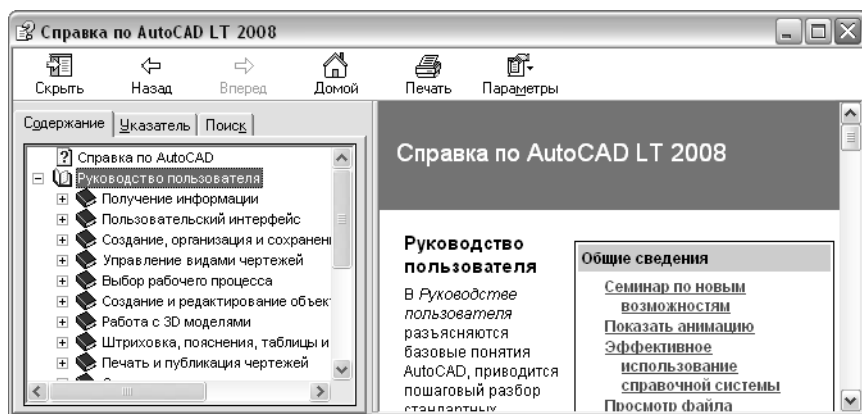 Справка по AutoCAD LT 2008
Скрыть Назад Вперед Домой Печать Параметры
Содержание Указатель Поиск
Справка по AutoCAD
Руководство пользователя
Получение информации
Пользовательский интерфейс
Создание, организация и сохранен
Управление видами чертежей
Выбор рабочего процесса
Создание и редактирование объек
Работа с 3D моделями
Штриховка, пояснения, таблицы и
Печать и публикация чертежей
Справка по AutoCAD LT 2008
Руководство
пользователя
В Руководстве
пользователя
разъясняются
базовые понятия
AutoCAD, приводится
пошаговый разбор
стандартных
Общие сведения
Семинар по новым
возможностям
Показать анимацию
Эффективное
использование
справочной системы
Просмотр файла